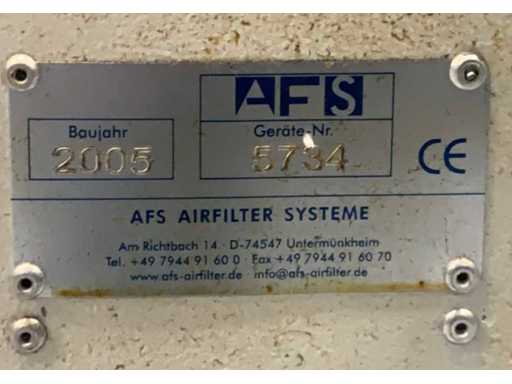 AFS
Baujahr
2005
Geräte-Nr.
5734
CE
AFS AIRFILTER SYSTEME
Am Richtbach 14 · D-74547 Untermünkheim
Tel. +49 7944 91 60 0 · Fax +49 7944 91 60 70
www.afs-airfilter.de · info@afs-airfilter.de